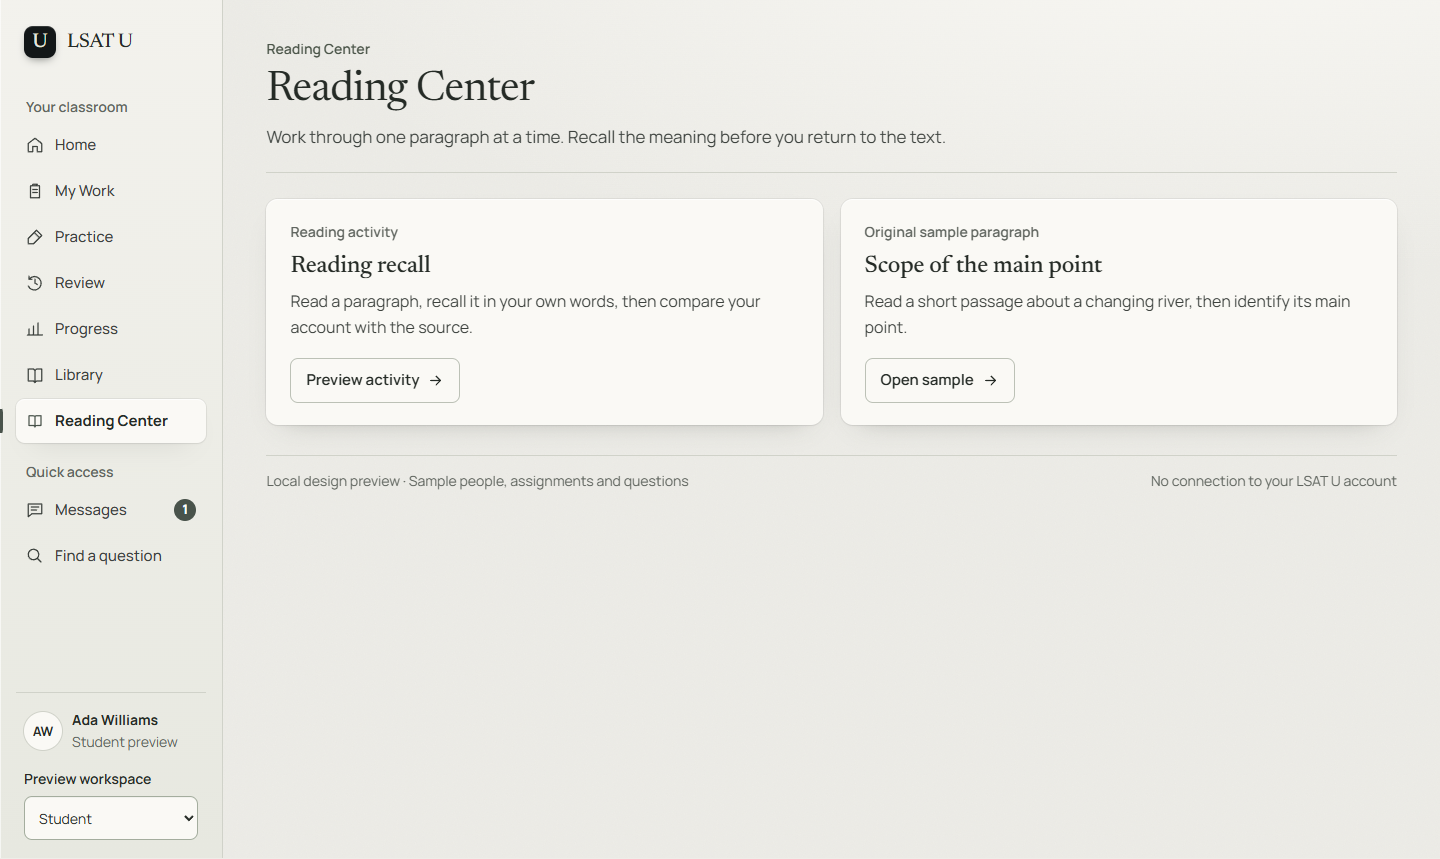 U LSAT U
Your classroom
Home
My Work
Practice
Review
Progress
Library
Reading Center
Quick access
Messages 1
Find a question
AW
Ada Williams
Student preview
Preview workspace
Student
Reading Center
Reading Center
Work through one paragraph at a time. Recall the meaning before you return to the text.
Reading activity
Reading recall
Read a paragraph, recall it in your own words, then compare your
account with the source.
Preview activity →
Original sample paragraph
Scope of the main point
Read a short passage about a changing river, then identify its main
point.
Open sample →
Local design preview · Sample people, assignments and questions
No connection to your LSAT U account